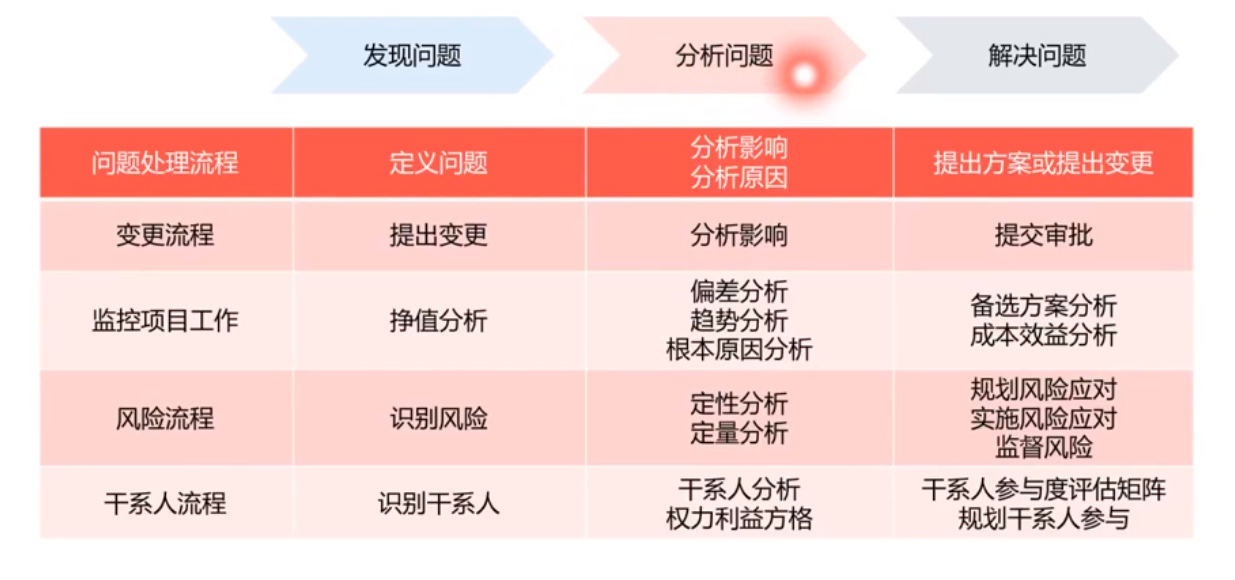 发现问题
分析问题
解决问题
问题处理流程
定义问题
分析影响
分析原因
提出方案或提出变更
变更流程
提出变更
分析影响
提交审批
监控项目工作
挣值分析
偏差分析
趋势分析
根本原因分析
备选方案分析
成本效益分析
风险流程
识别风险
定性分析
定量分析
规划风险应对
实施风险应对
监督风险
干系人流程
识别干系人
干系人分析
权力利益方格
干系人参与度评估矩阵
规划干系人参与